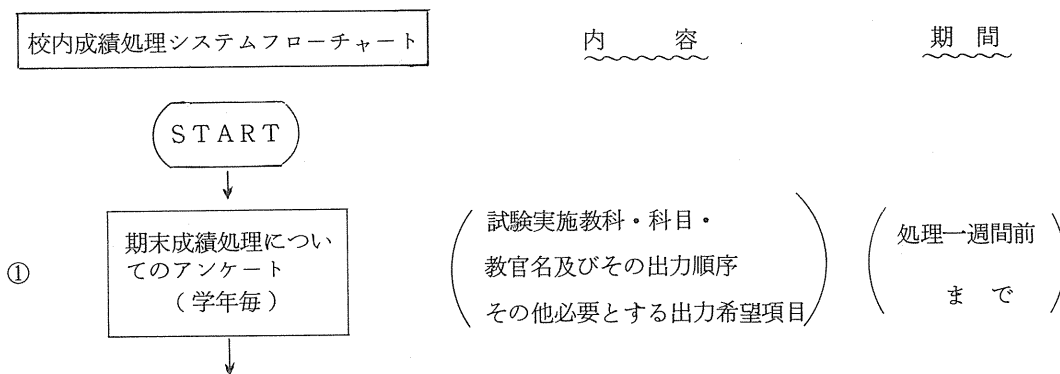 校内成績処理システムフローチャート
内容
期間
START
①
期末成績処理につい
てのアンケート
(学年毎)
試験実施教科・科目・
教官名及びその出力順序
その他必要とする出力希望項目
処理一週間前
まで